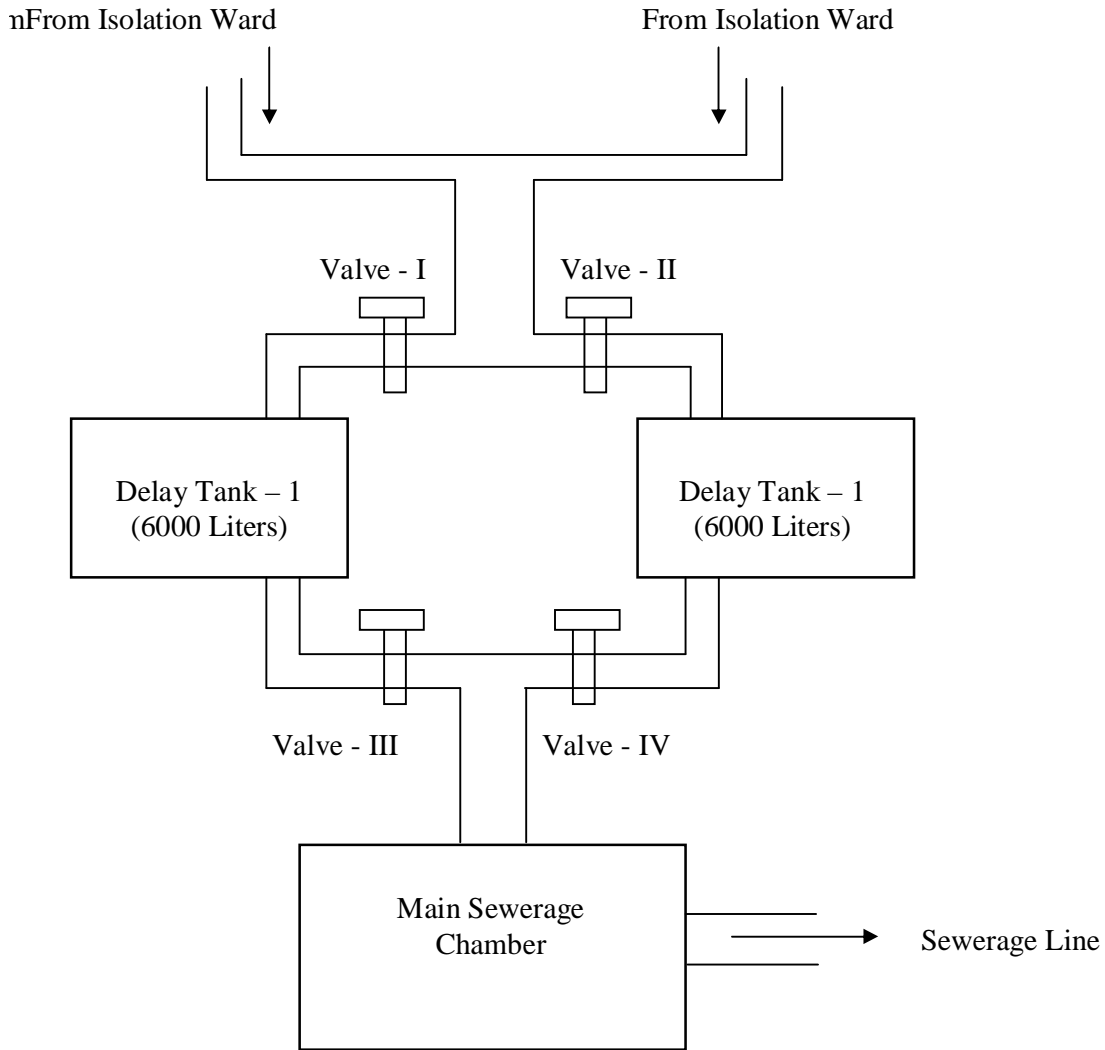 nFrom Isolation Ward
From Isolation Ward
Valve - I
Valve - II
Delay Tank – 1
(6000 Liters)
Delay Tank – 1
(6000 Liters)
Valve - III
Valve - IV
Main Sewerage
Chamber
Sewerage Line